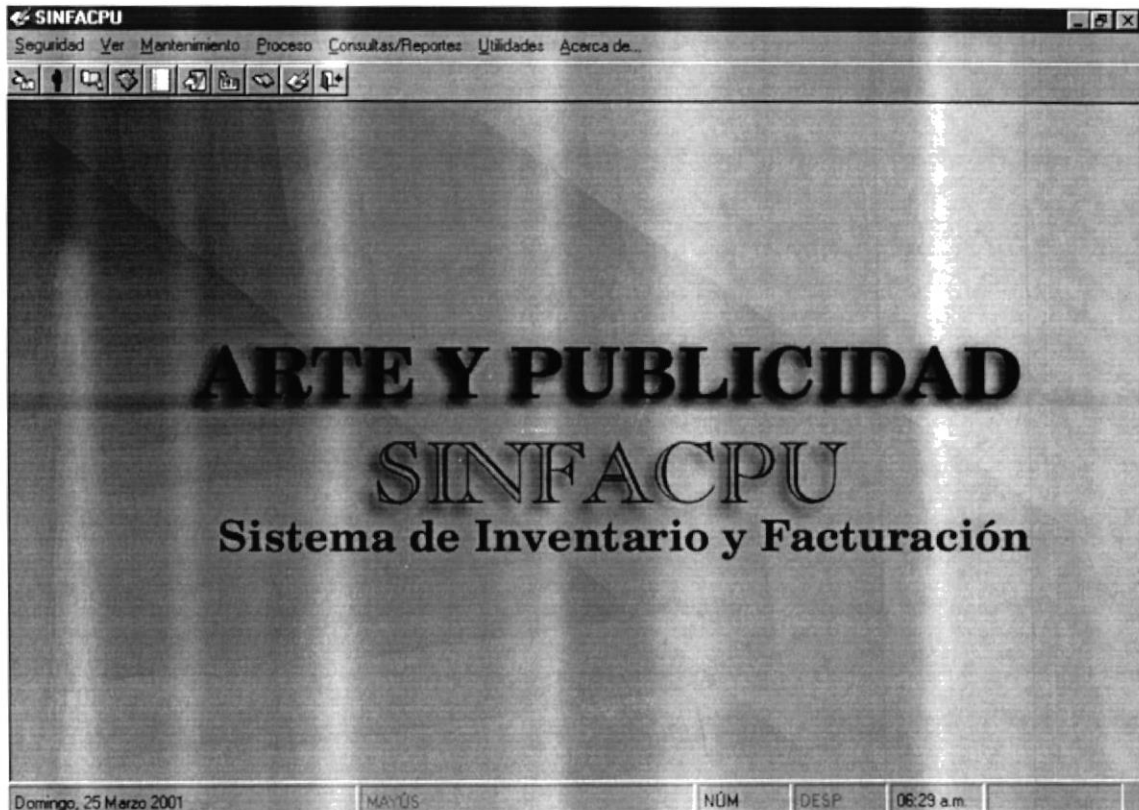 SINFACPU
Seguridad Ver Mantenimiento Proceso Consultas/Reportes Utilidades Acerca de...
ARTE Y PUBLICIDAD
SINFACPU
Sistema de Inventario y Facturación
Domingo, 25 Marzo 2001 MAYÚS NÚM DESP 06:29 a.m.